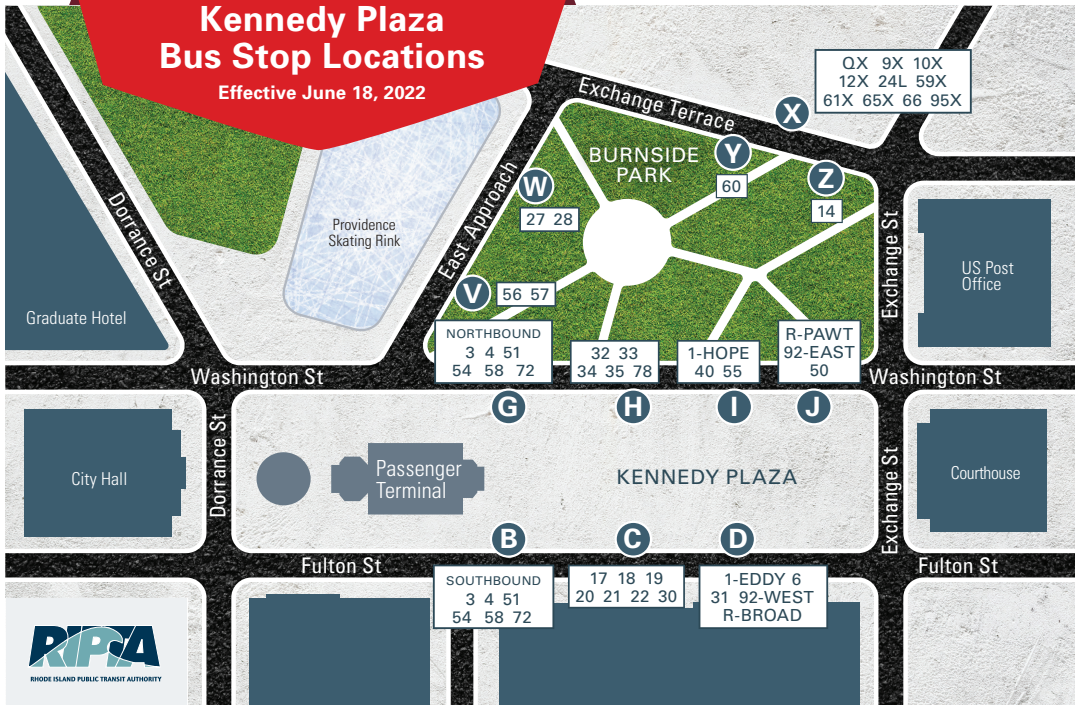 Kennedy Plaza
Bus Stop Locations
Effective June 18, 2022
QX 9X 10X
12X 24L 59X
61X 65X 66 95X
X
Exchange Terrace
Y
60
Z
14
BURNSIDE
PARK
W
27 28
V
56 57
East Approach
Dorrance St
Providence
Skating Rink
Graduate Hotel
Exchange St
US Post
Office
NORTHBOUND
3 4 51
54 58 72
32 33
34 35 78
1-HOPE
40 55
R-PAWT
92-EAST
50
Washington St
Washington St
G
H
I
J
City Hall
Dorrance St
Passenger
Terminal
KENNEDY PLAZA
Exchange St
Courthouse
B
C
D
Fulton St
Fulton St
SOUTHBOUND
3 4 51
54 58 72
17 18 19
20 21 22 30
1-EDDY 6
31 92-WEST
R-BROAD
RIPTA
RHODE ISLAND PUBLIC TRANSIT AUTHORITY